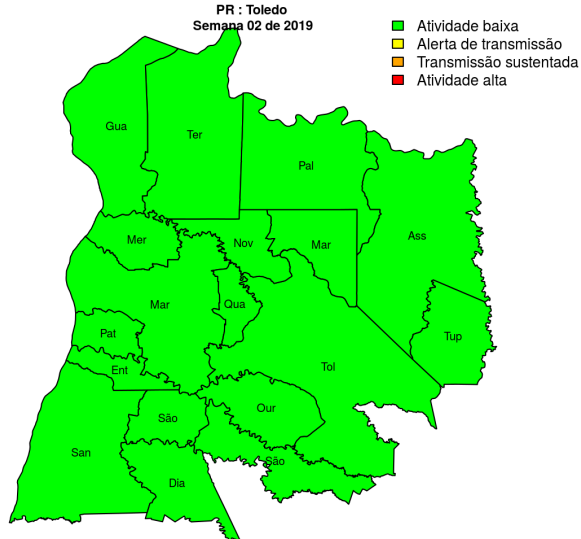 PR : Toledo
Semana 02 de 2019
Atividade baixa
Alerta de transmissão
Transmissão sustentada
Atividade alta
Gua
Ter
Pal
Ass
Mer
Nov
Mar
Mar
Qua
Pat
Tup
Ent
Tol
São
Our
San
São
Dia